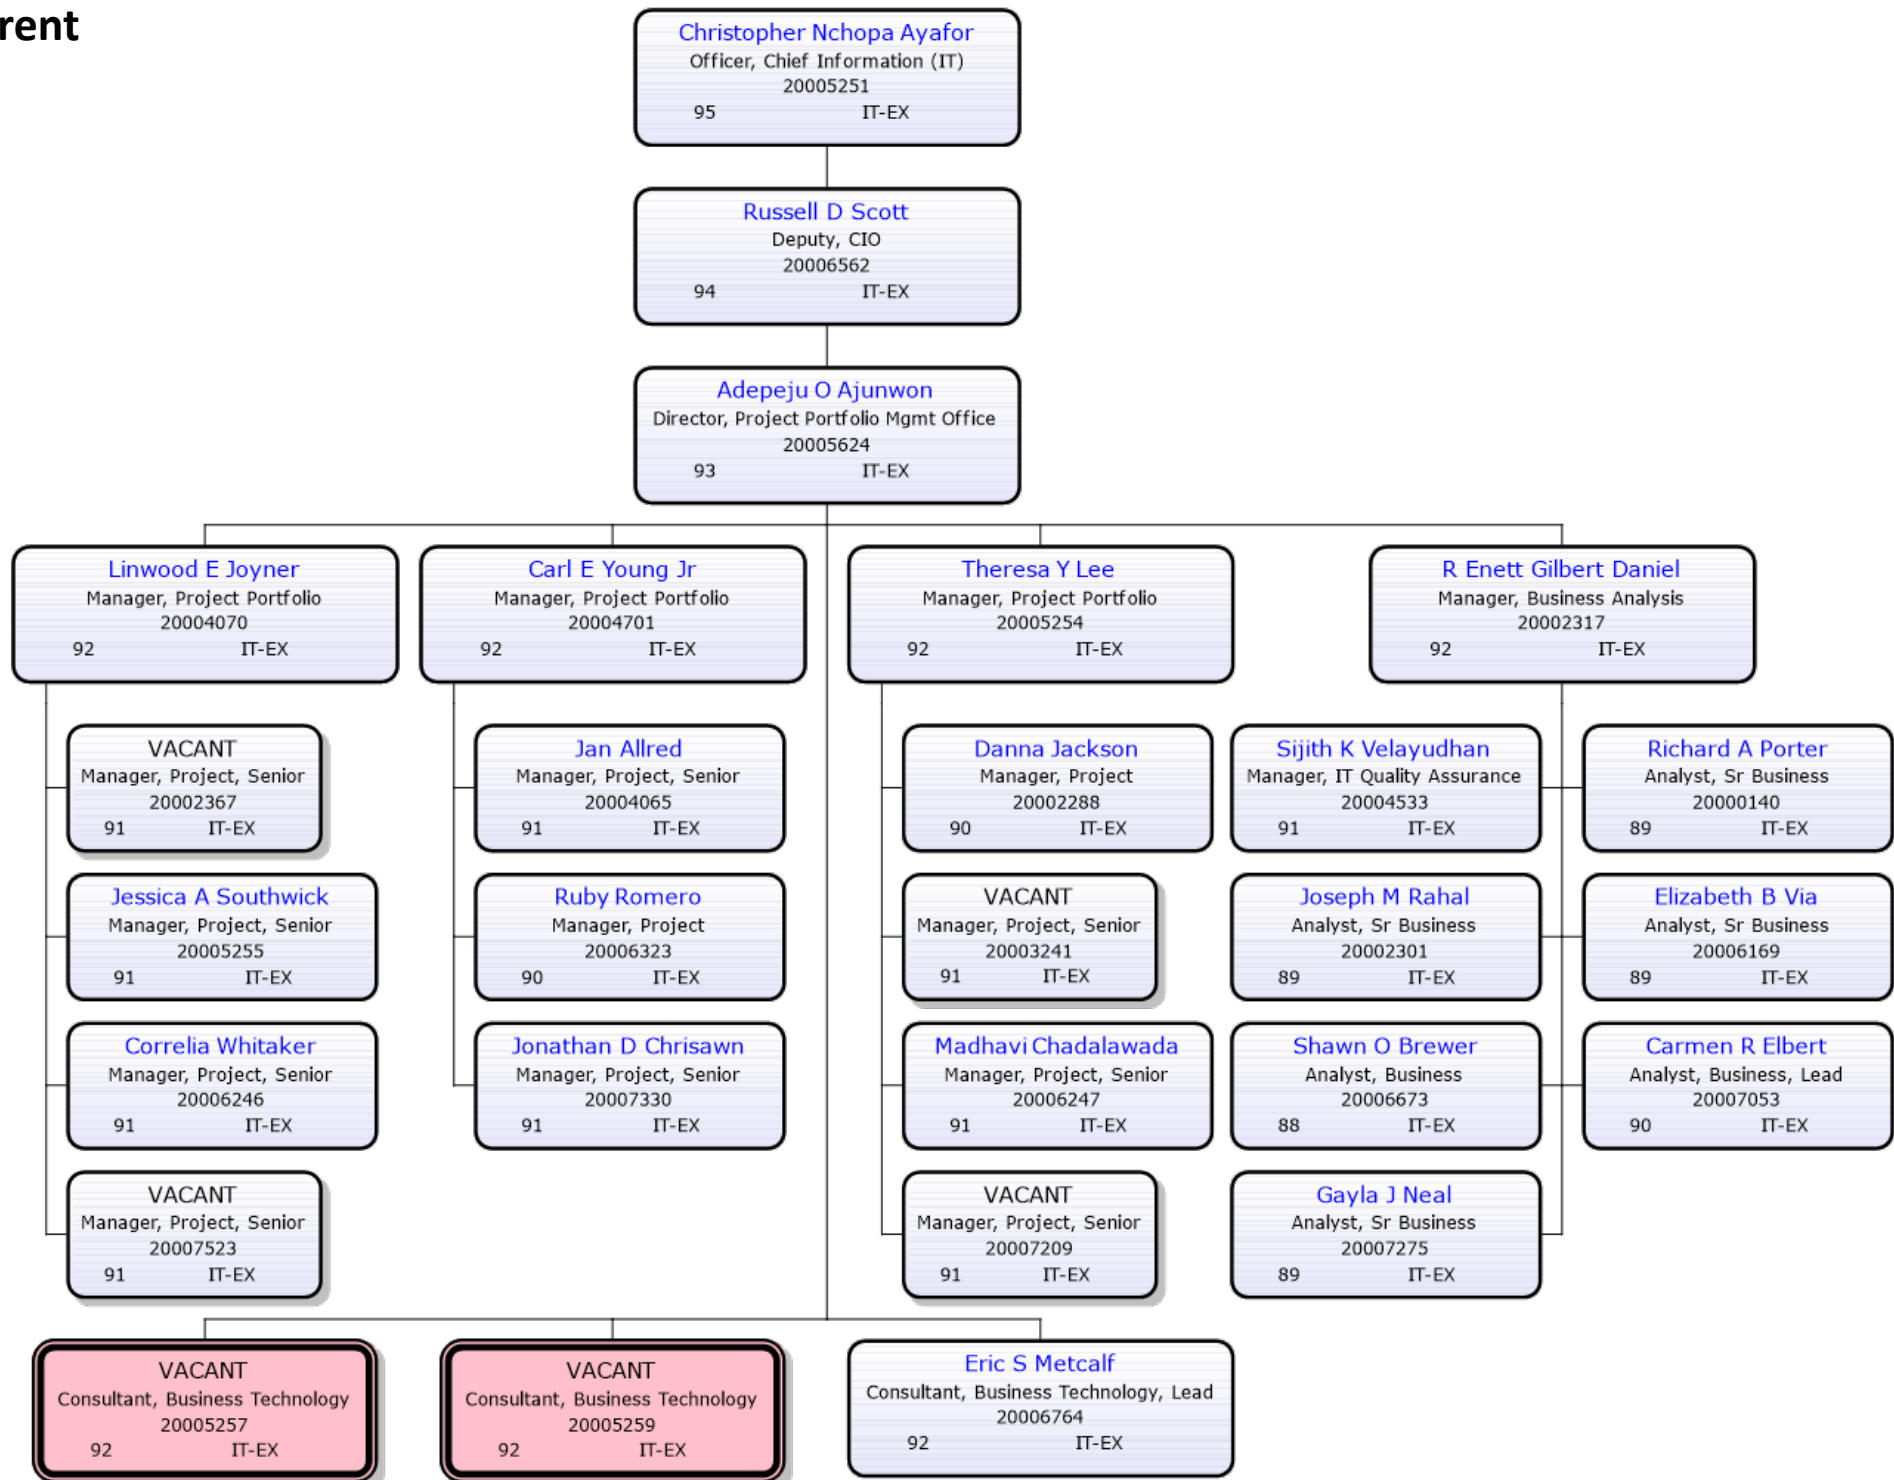 rent
Christopher Nchopa Ayafor
Officer, Chief Information (IT)
20005251
95 IT-EX
Russell D Scott
Deputy, CIO
20006562
94 IT-EX
Adepeju O Ajunwon
Director, Project Portfolio Mgmt Office
20005624
93 IT-EX
Linwood E Joyner
Manager, Project Portfolio
20004070
92 IT-EX
Carl E Young Jr
Manager, Project Portfolio
20004701
92 IT-EX
Theresa Y Lee
Manager, Project Portfolio
20005254
92 IT-EX
R Enett Gilbert Daniel
Manager, Business Analysis
20002317
92 IT-EX
VACANT
Manager, Project, Senior
20002367
91 IT-EX
Jessica A Southwick
Manager, Project, Senior
20005255
91 IT-EX
Correlia Whitaker
Manager, Project, Senior
20006246
91 IT-EX
VACANT
Manager, Project, Senior
20007523
91 IT-EX
Jan Allred
Manager, Project, Senior
20004065
91 IT-EX
Ruby Romero
Manager, Project
20006323
90 IT-EX
Jonathan D Chrisawn
Manager, Project, Senior
20007330
91 IT-EX
Danna Jackson
Manager, Project
20002288
90 IT-EX
VACANT
Manager, Project, Senior
20003241
91 IT-EX
Madhavi Chadalawada
Manager, Project, Senior
20006247
91 IT-EX
VACANT
Manager, Project, Senior
20007209
91 IT-EX
Sijith K Velayudhan
Manager, IT Quality Assurance
20004533
91 IT-EX
Richard A Porter
Analyst, Sr Business
20000140
89 IT-EX
Joseph M Rahal
Analyst, Sr Business
20002301
89 IT-EX
Elizabeth B Via
Analyst, Sr Business
20006169
89 IT-EX
Shawn O Brewer
Analyst, Business
20006673
88 IT-EX
Carmen R Elbert
Analyst, Business, Lead
20007053
90 IT-EX
Gayla J Neal
Analyst, Sr Business
20007275
89 IT-EX
VACANT
Consultant, Business Technology
20005257
92 IT-EX
VACANT
Consultant, Business Technology
20005259
92 IT-EX
Eric S Metcalf
Consultant, Business Technology, Lead
20006764
92 IT-EX